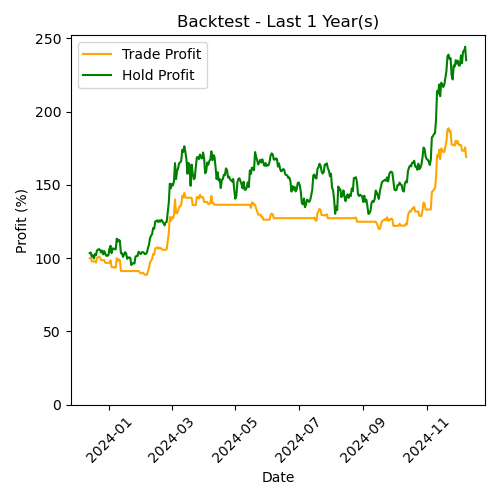 Backtest - Last 1 Year(s)
Trade Profit
Hold Profit
Profit (%)
250
200
150
100
50
0
2024-01
2024-03
2024-05
2024-07
2024-09
2024-11
Date